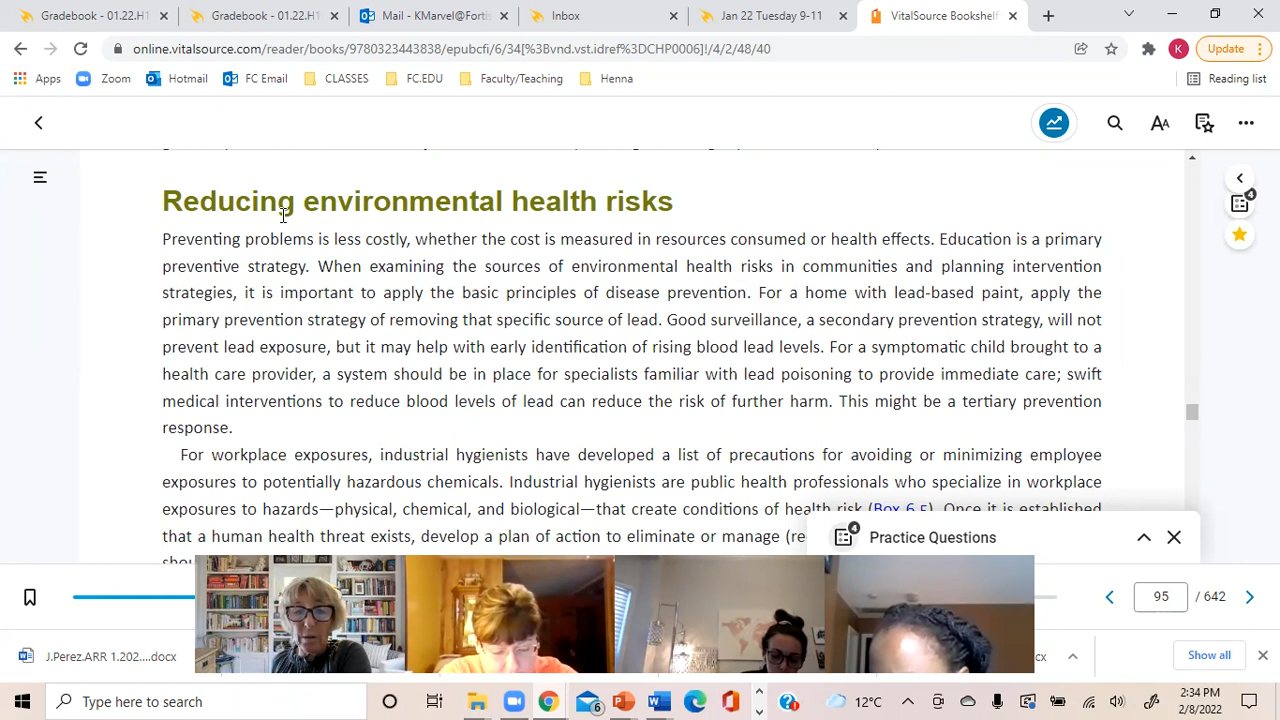 Gradebook - 01.22.H1
Gradebook - 01.22.H1
Mail - KMarvel@Fortis
Inbox
Jan 22 Tuesday 9-11
VitalSource Bookshelf
online.vitalsource.com/reader/books/9780323443838/epubcfi/6/34[%3Bvnd.vst.idref%3DCHP0006]!/4/2/48/40
K
Update
Apps
Zoom
Hotmail
FC Email
CLASSES
FC.EDU
Faculty/Teaching
Henna
Reading list
Reducing environmental health risks
Preventing problems is less costly, whether the cost is measured in resources consumed or health effects. Education is a primary
preventive strategy. When examining the sources of environmental health risks in communities and planning intervention
strategies, it is important to apply the basic principles of disease prevention. For a home with lead-based paint, apply the
primary prevention strategy of removing that specific source of lead. Good surveillance, a secondary prevention strategy, will not
prevent lead exposure, but it may help with early identification of rising blood lead levels. For a symptomatic child brought to a
health care provider, a system should be in place for specialists familiar with lead poisoning to provide immediate care; swift
medical interventions to reduce blood levels of lead can reduce the risk of further harm. This might be a tertiary prevention
response.
For workplace exposures, industrial hygienists have developed a list of precautions for avoiding or minimizing employee
exposures to potentially hazardous chemicals. Industrial hygienists are public health professionals who specialize in workplace
exposures to hazards—physical, chemical, and biological—that create conditions of health risk (Box 6.5). Once it is established
that a human health threat exists, develop a plan of action to eliminate or manage (re
4
4
Practice Questions
95 / 642
J.Perez.ARR 1.202....docx
cx
Show all
Type here to search
6
12°C
2:34 PM
2/8/2022